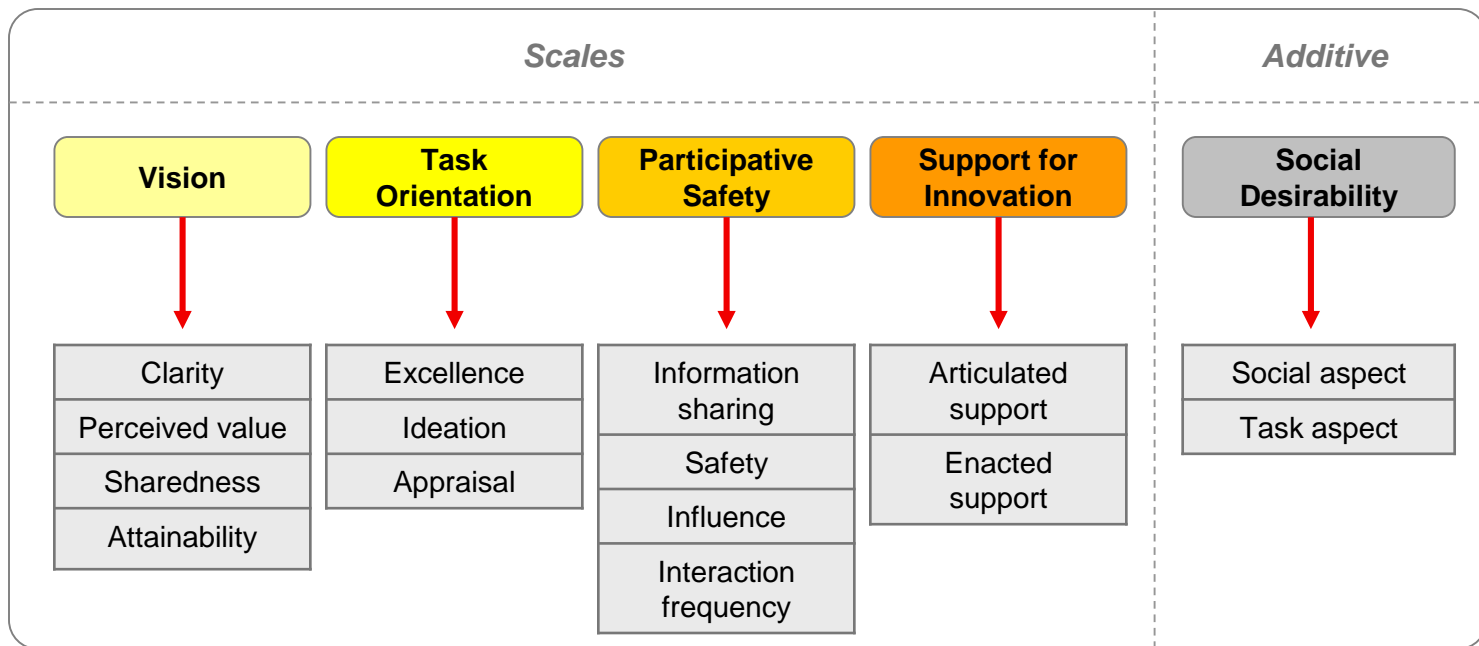 Scales
Additive
Vision
Task
Orientation
Participative
Safety
Support for
Innovation
Social
Desirability
Clarity
Perceived value
Sharedness
Attainability
Excellence
Ideation
Appraisal
Information
sharing
Safety
Influence
Interaction
frequency
Articulated
support
Enacted
support
Social aspect
Task aspect